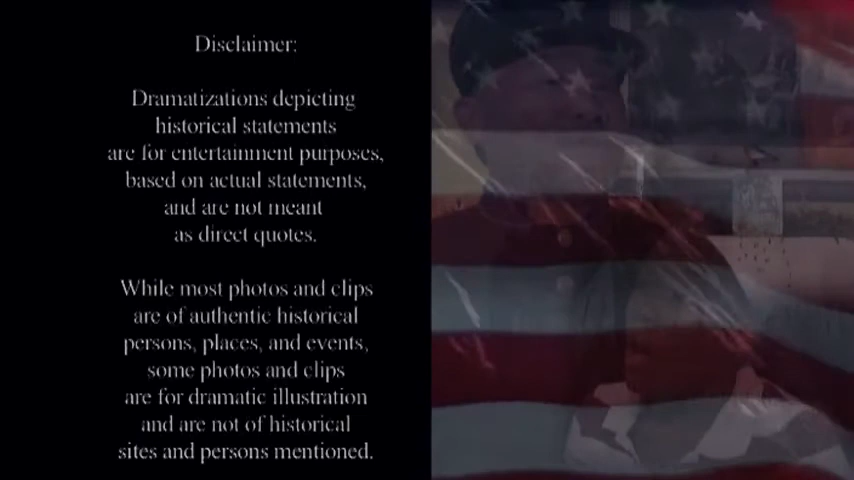 Disclaimer:
Dramatizations depicting
historical statements
are for entertainment purposes,
based on actual statements,
and are not meant
as direct quotes.
While most photos and clips
are of authentic historical
persons, places, and events,
some photos and clips
are for dramatic illustration
and are not of historical
sites and persons mentioned.